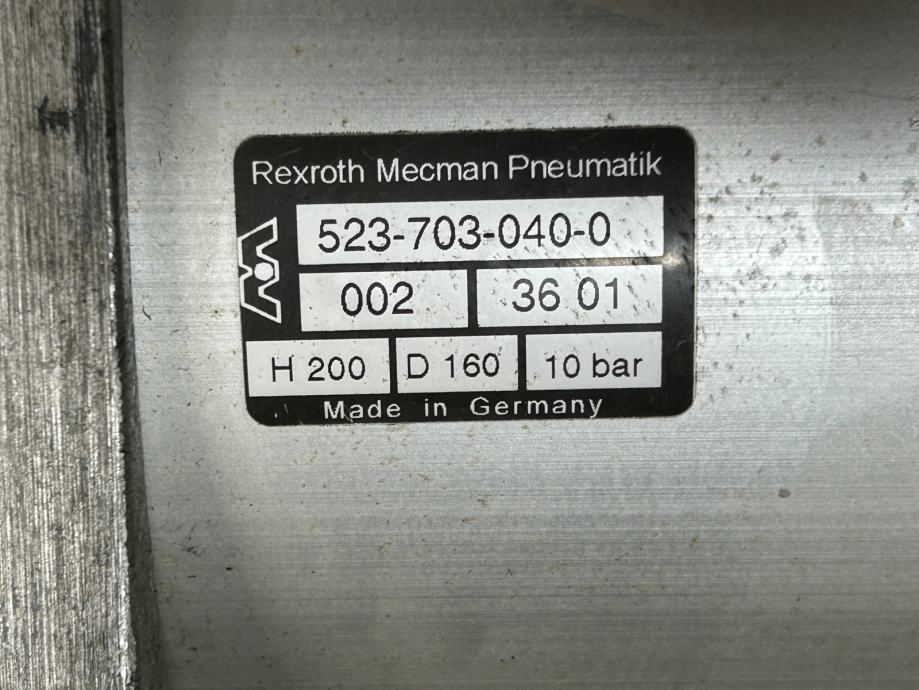 Rexroth Mecman Pneumatik
523-703-040-0
002 36 01
H 200 D 160 10 bar
Made in Germany